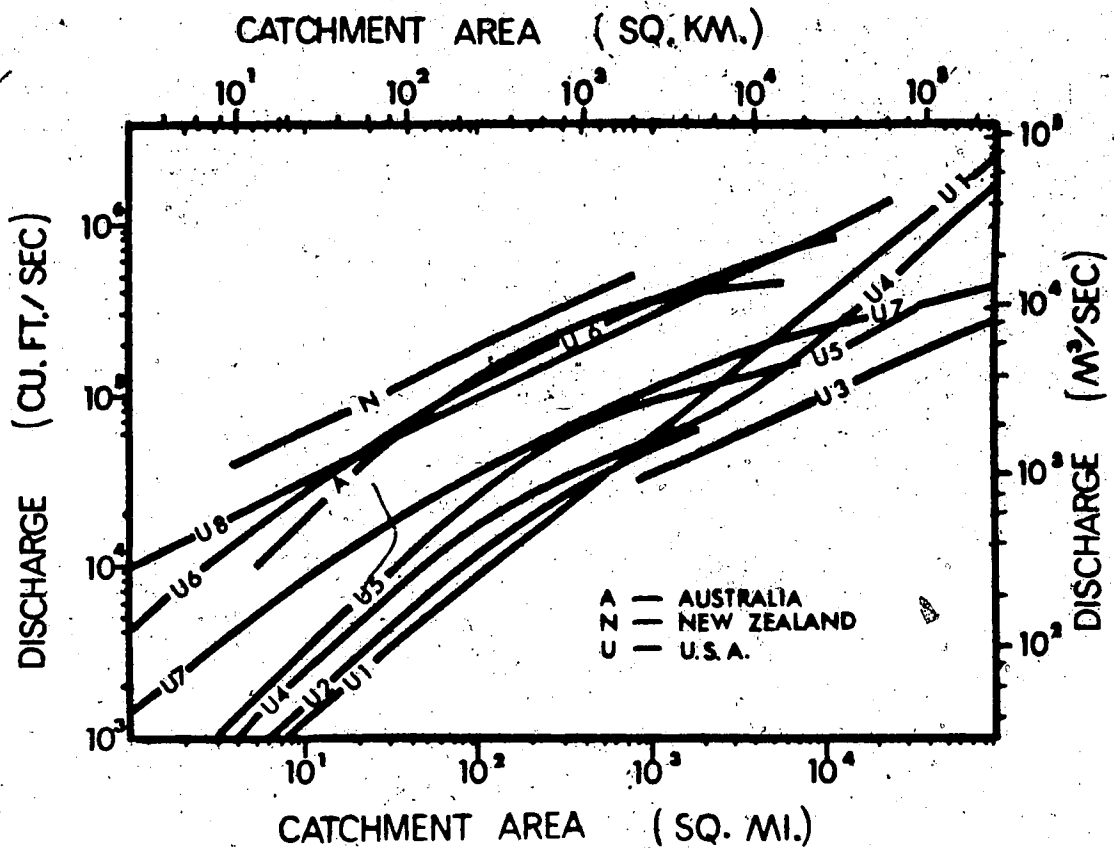 CATCHMENT AREA (SQ. KM.)
10¹ 10² 10³ 10⁴ 10⁵
DISCHARGE (CU. FT./SEC)
10⁶
10⁵
10⁴
10³
10⁵
10⁴
10³
10²
DISCHARGE (M³/SEC)
U1
U4
U7
U6
U5
U3
N
A
U8
U6
U5
U7
U4
U2
U1
A — AUSTRALIA
N — NEW ZEALAND
U — U.S.A.
10¹ 10² 10³ 10⁴
CATCHMENT AREA (SQ. MI.)